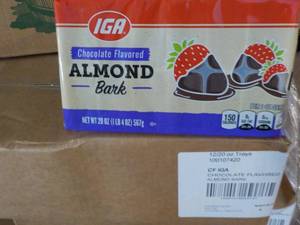 IGA
Chocolate Flavored
ALMOND
Bark
NET WT 20 OZ (1 LB 4 OZ) 567g
150
12/20 oz Trays
100107420
CF IGA
CHOCOLATE FLAVORED
ALMOND BARK